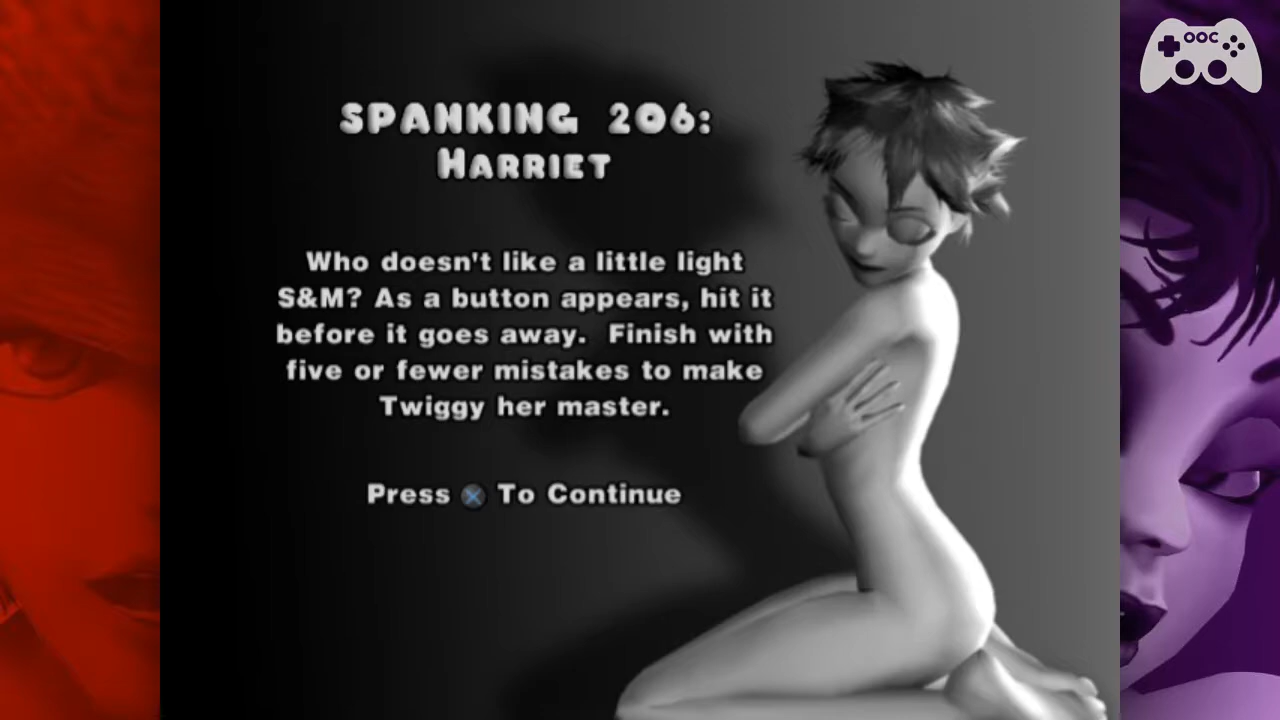 OOC
SPANKING 206:
HARRIET
Who doesn't like a little light
S&M? As a button appears, hit it
before it goes away. Finish with
five or fewer mistakes to make
Twiggy her master.
Press X To Continue